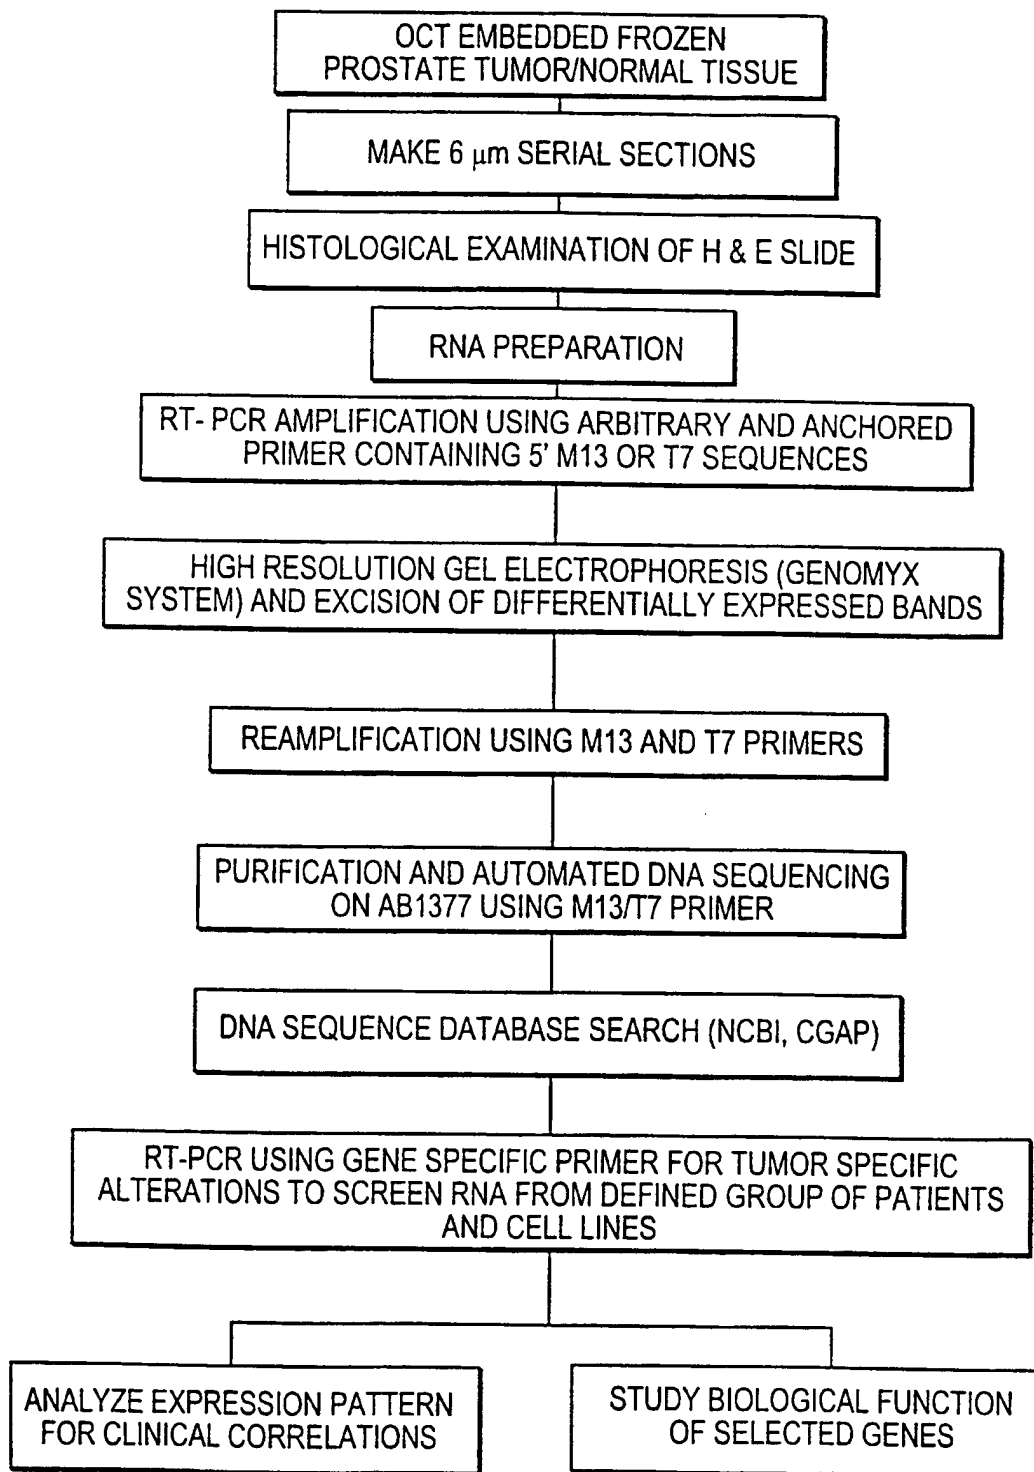 OCT EMBEDDED FROZEN
PROSTATE TUMOR/NORMAL TISSUE
MAKE 6 μm SERIAL SECTIONS
HISTOLOGICAL EXAMINATION OF H & E SLIDE
RNA PREPARATION
RT- PCR AMPLIFICATION USING ARBITRARY AND ANCHORED
PRIMER CONTAINING 5' M13 OR T7 SEQUENCES
HIGH RESOLUTION GEL ELECTROPHORESIS (GENOMYX
SYSTEM) AND EXCISION OF DIFFERENTIALLY EXPRESSED BANDS
REAMPLIFICATION USING M13 AND T7 PRIMERS
PURIFICATION AND AUTOMATED DNA SEQUENCING
ON AB1377 USING M13/T7 PRIMER
DNA SEQUENCE DATABASE SEARCH (NCBI, CGAP)
RT-PCR USING GENE SPECIFIC PRIMER FOR TUMOR SPECIFIC
ALTERATIONS TO SCREEN RNA FROM DEFINED GROUP OF PATIENTS
AND CELL LINES
ANALYZE EXPRESSION PATTERN
FOR CLINICAL CORRELATIONS
STUDY BIOLOGICAL FUNCTION
OF SELECTED GENES